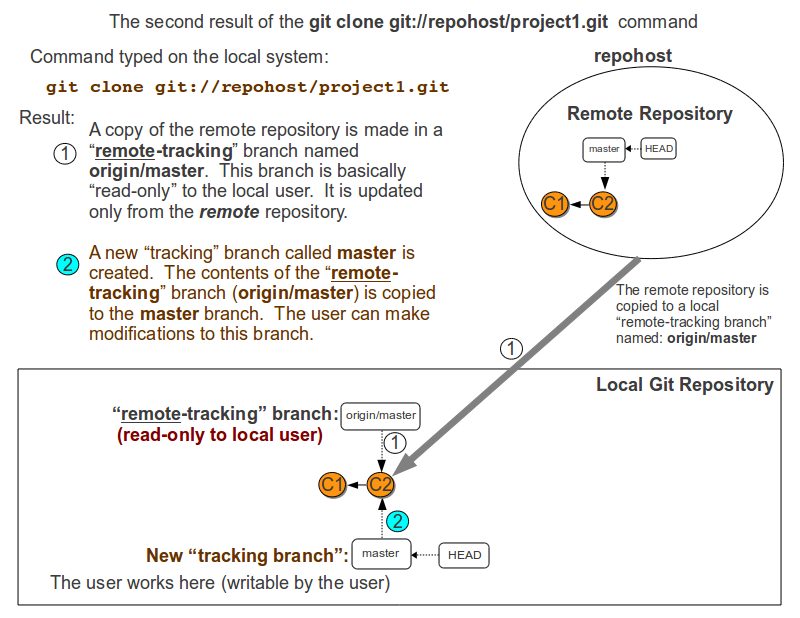 The second result of the git clone git://repohost/project1.git command
Command typed on the local system:
git clone git://repohost/project1.git
Result:
1
A copy of the remote repository is made in a
“remote-tracking” branch named
origin/master. This branch is basically
“read-only” to the local user. It is updated
only from the remote repository.
2
A new “tracking” branch called master is
created. The contents of the “remote-
tracking” branch (origin/master) is copied
to the master branch. The user can make
modifications to this branch.
repohost
Remote Repository
master
HEAD
C1
C2
The remote repository is
copied to a local
“remote-tracking branch”
named: origin/master
1
Local Git Repository
“remote-tracking” branch:
origin/master
(read-only to local user)
1
C1
C2
2
New “tracking branch”:
master
HEAD
The user works here (writable by the user)